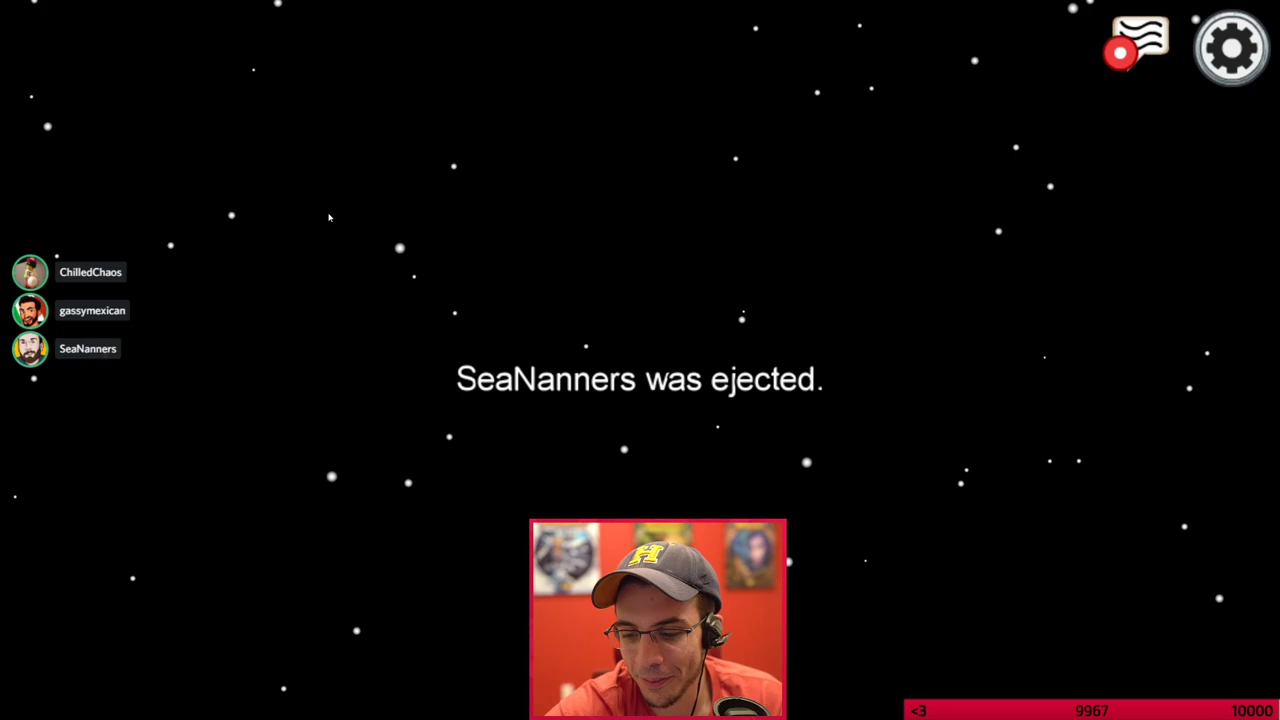 ChilledChaos
gassymexican
SeaNanners
SeaNanners was ejected.
H
<3 9967 10000